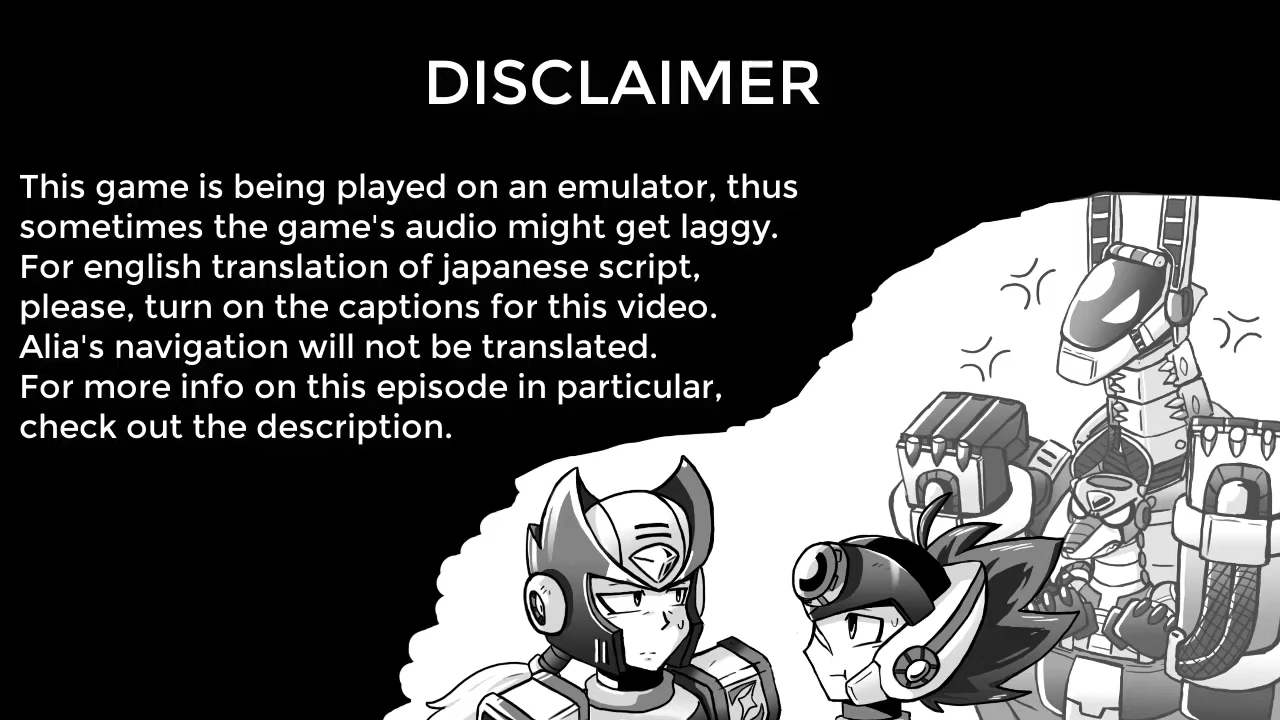 DISCLAIMER
This game is being played on an emulator, thus
sometimes the game's audio might get laggy.
For english translation of japanese script,
please, turn on the captions for this video.
Alia's navigation will not be translated.
For more info on this episode in particular,
check out the description.